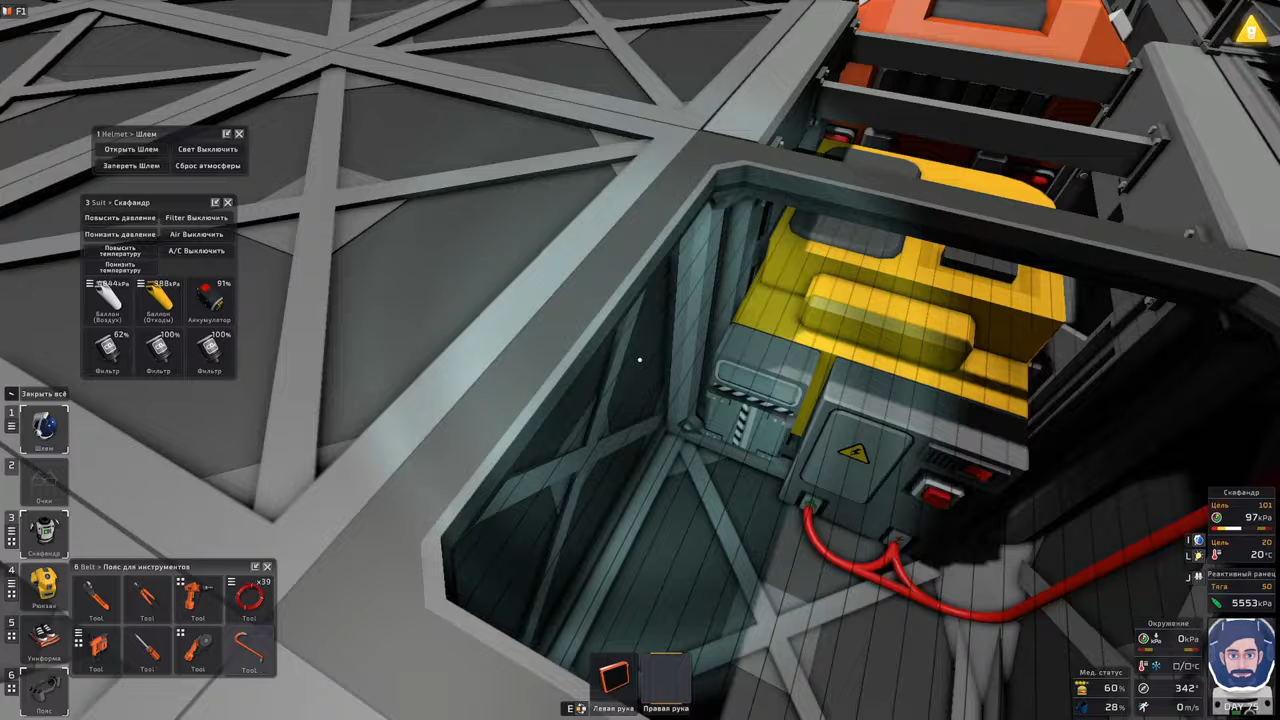 F1
1 Helmet > Шлем
Открыть Шлем
Свет Выключить
Запереть Шлем
Сброс атмосферы
3 Suit > Скафандр
Повысить давление
Filter Выключить
Понизить давление
Air Выключить
Повысить температуру
A/C Выключить
Понизить температуру
91%
Баллон (Воздух)
Баллон (Отходы)
Аккумулятор
62%
100%
100%
Фильтр
Фильтр
Фильтр
Закрыть всё
1
Шлем
2
Очки
3
Скафандр
4
Рюкзак
5
Униформа
6
Пояс
6 Belt > Пояс для инструментов
x39
Tool
Tool
Tool
Tool
Tool
Tool
Tool
Tool
E
Левая рука
Правая рука
Скафандр
Цель 101
97kPa
Цель 20
20°C
Реактивный ранец
Тяга 50
5553kPa
Окружение
0kPa
Мед. статус
60%
342°
28%
0m/s
DAY 75